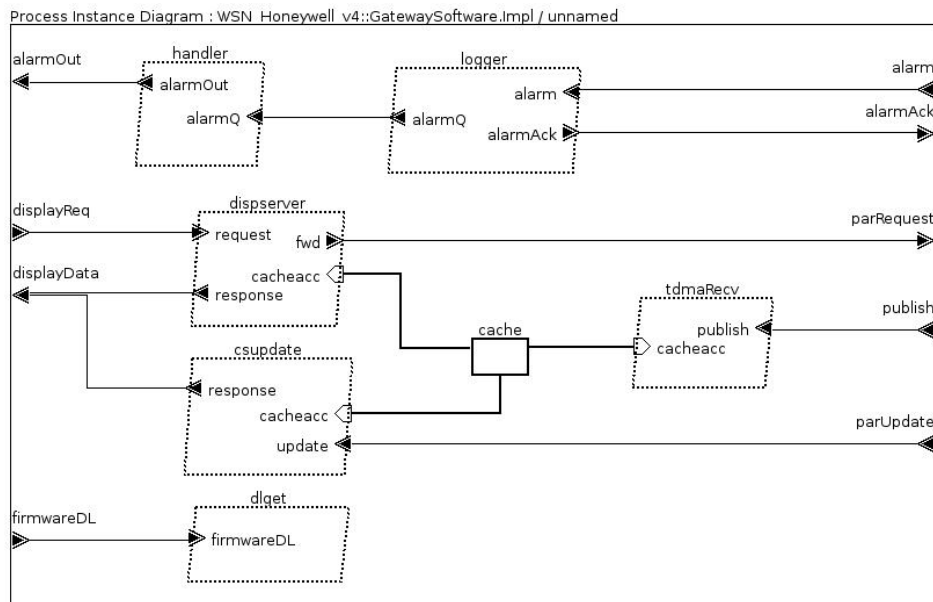 Process Instance Diagram : WSN_Honeywell_v4::GatewaySoftware.Impl / unnamed
handler
logger
alarmOut
alarm
alarmOut
alarm
alarmQ
alarmQ
alarmAck
alarmAck
displayReq
dispserver
parRequest
request
fwd
displayData
cacheacc
response
tdmaRecv
publish
publish
cache
cacheacc
csupdate
response
cacheacc
parUpdate
update
dlget
firmwareDL
firmwareDL